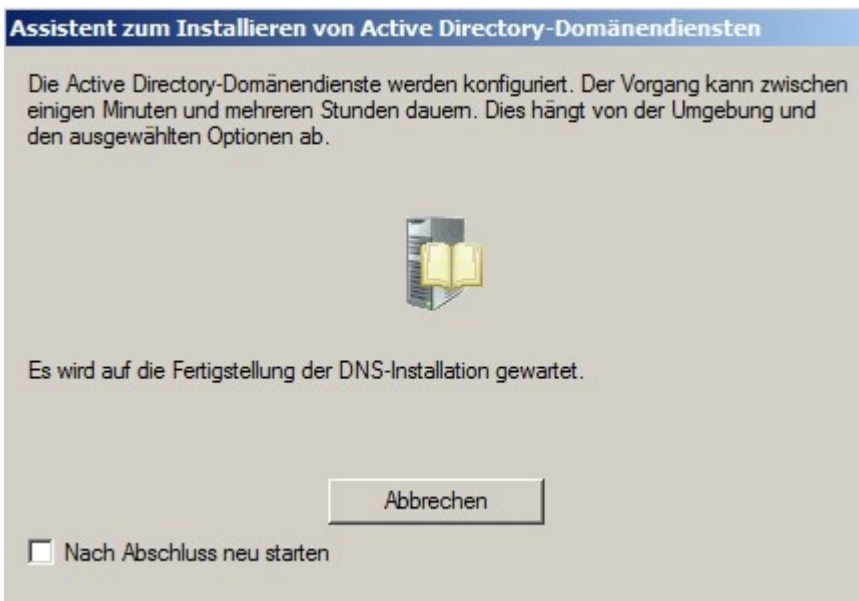 Assistent zum Installieren von Active Directory-Domänendiensten
Die Active Directory-Domänendienste werden konfiguriert. Der Vorgang kann zwischen
einigen Minuten und mehreren Stunden dauern. Dies hängt von der Umgebung und
den ausgewählten Optionen ab.
Es wird auf die Fertigstellung der DNS-Installation gewartet.
Abbrechen
Nach Abschluss neu starten